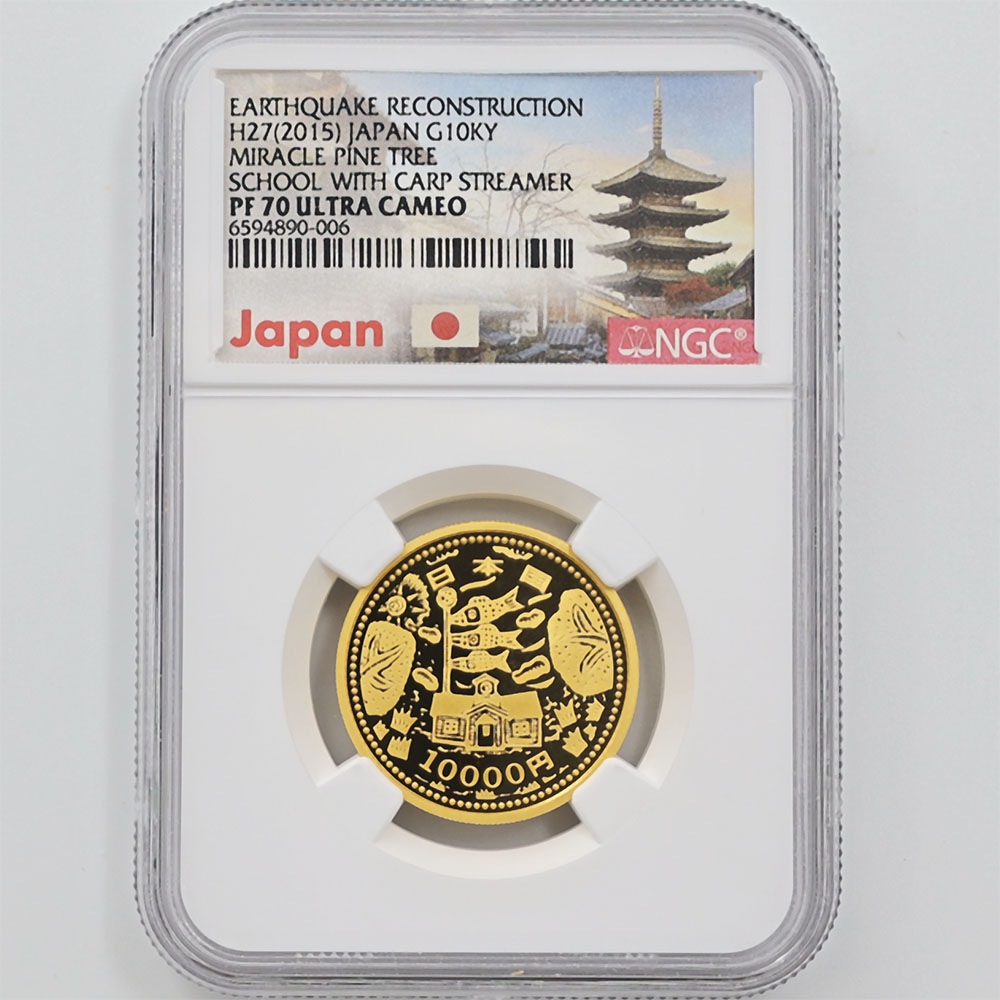 EARTHQUAKE RECONSTRUCTION
H27(2015) JAPAN G10KY
MIRACLE PINE TREE
SCHOOL WITH CARP STREAMER
PF 70 ULTRA CAMEO
6594890-006
Japan
NGC®
日本国
10000円